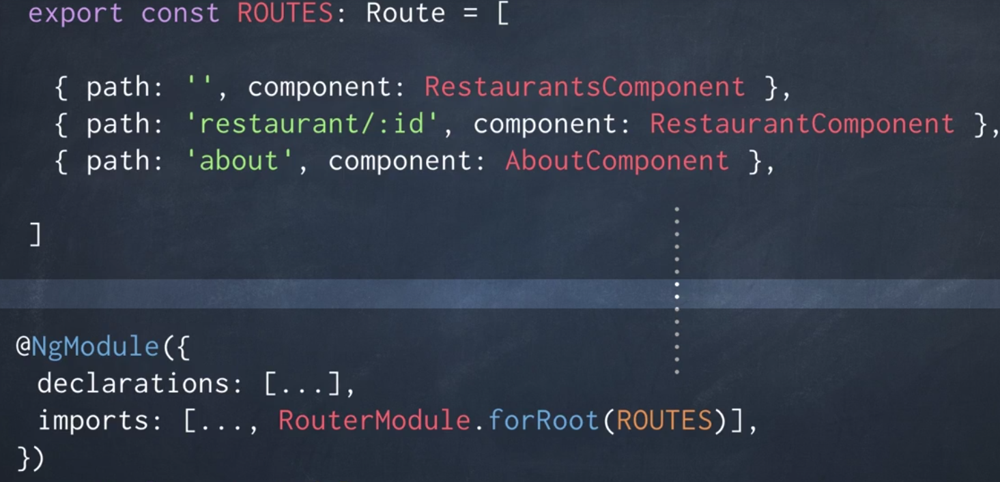 export const ROUTES: Route = [
{ path: '', component: RestaurantsComponent },
{ path: 'restaurant/:id', component: RestaurantComponent },
{ path: 'about', component: AboutComponent },
]
@NgModule({
declarations: [...],
imports: [..., RouterModule.forRoot(ROUTES)],
})